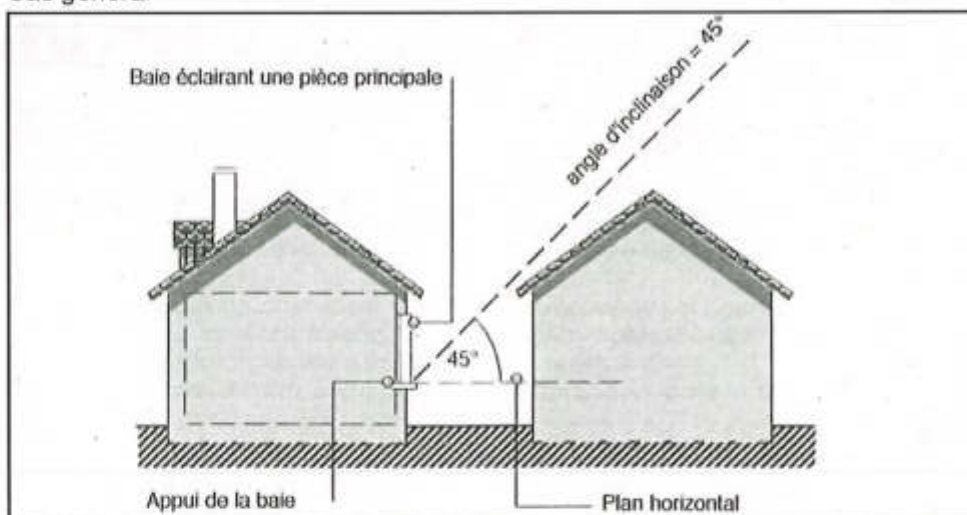 Baie éclairant une pièce principale
angle d'inclinaison = 45°
45°
Appui de la baie
Plan horizontal